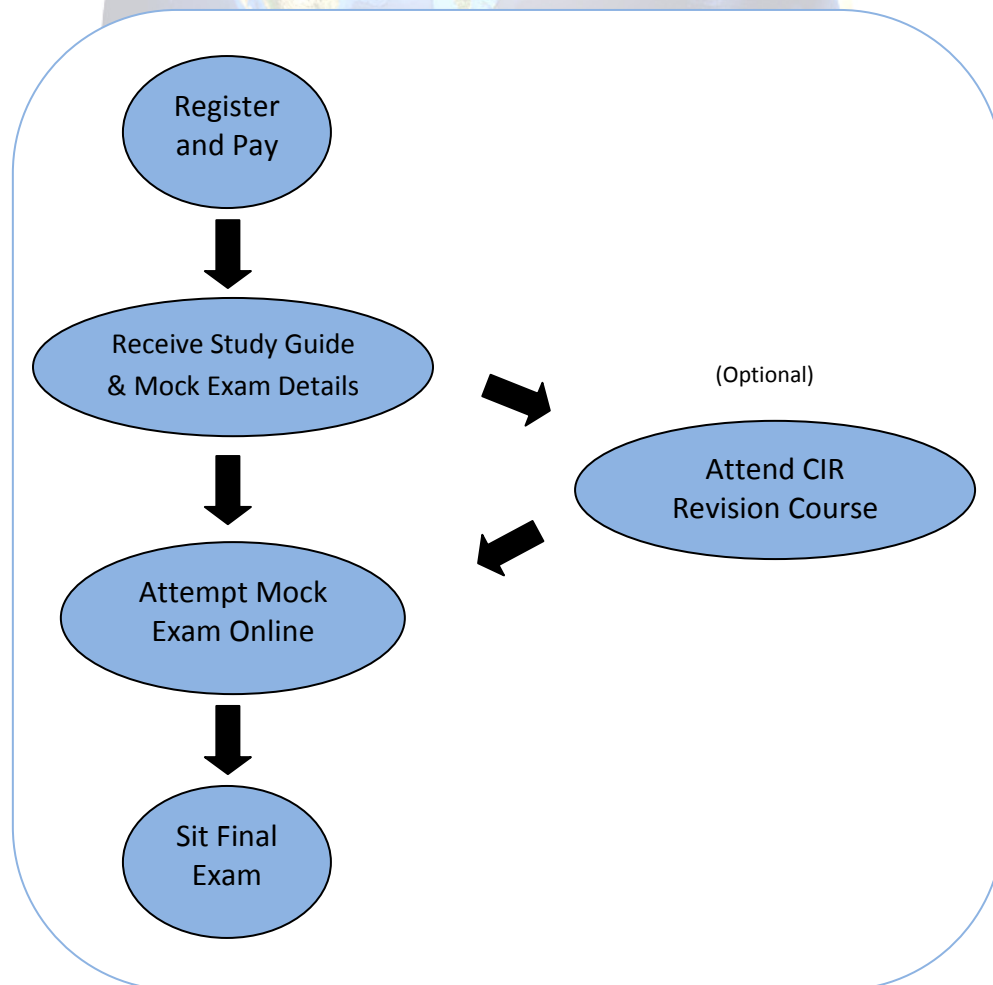 Register
and Pay
Receive Study Guide
& Mock Exam Details
(Optional)
Attend CIR
Revision Course
Attempt Mock
Exam Online
Sit Final
Exam